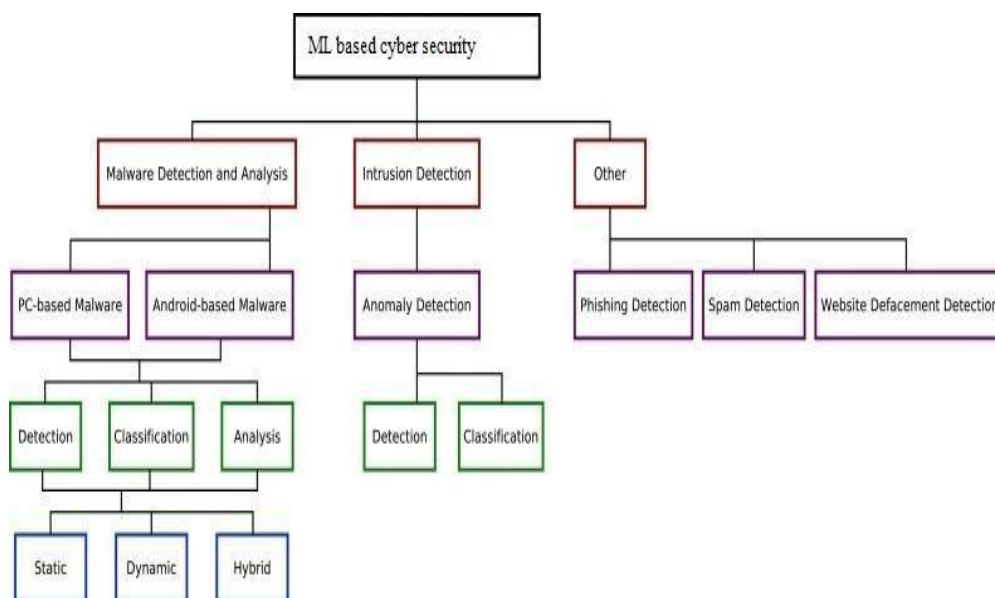 ML based cyber security
Malware Detection and Analysis
Intrusion Detection
Other
PC-based Malware
Android-based Malware
Anomaly Detection
Phishing Detection
Spam Detection
Website Defacement Detection
Detection
Classification
Analysis
Detection
Classification
Static
Dynamic
Hybrid